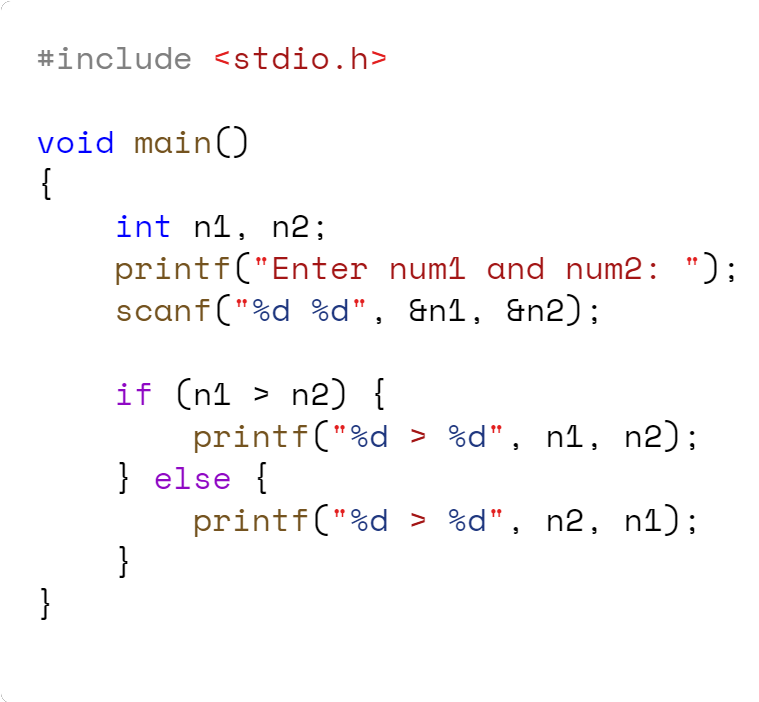 #include <stdio.h>

void main()
{
    int n1, n2;
    printf("Enter num1 and num2: ");
    scanf("%d %d", &n1, &n2);

    if (n1 > n2) {
        printf("%d > %d", n1, n2);
    } else {
        printf("%d > %d", n2, n1);
    }
}